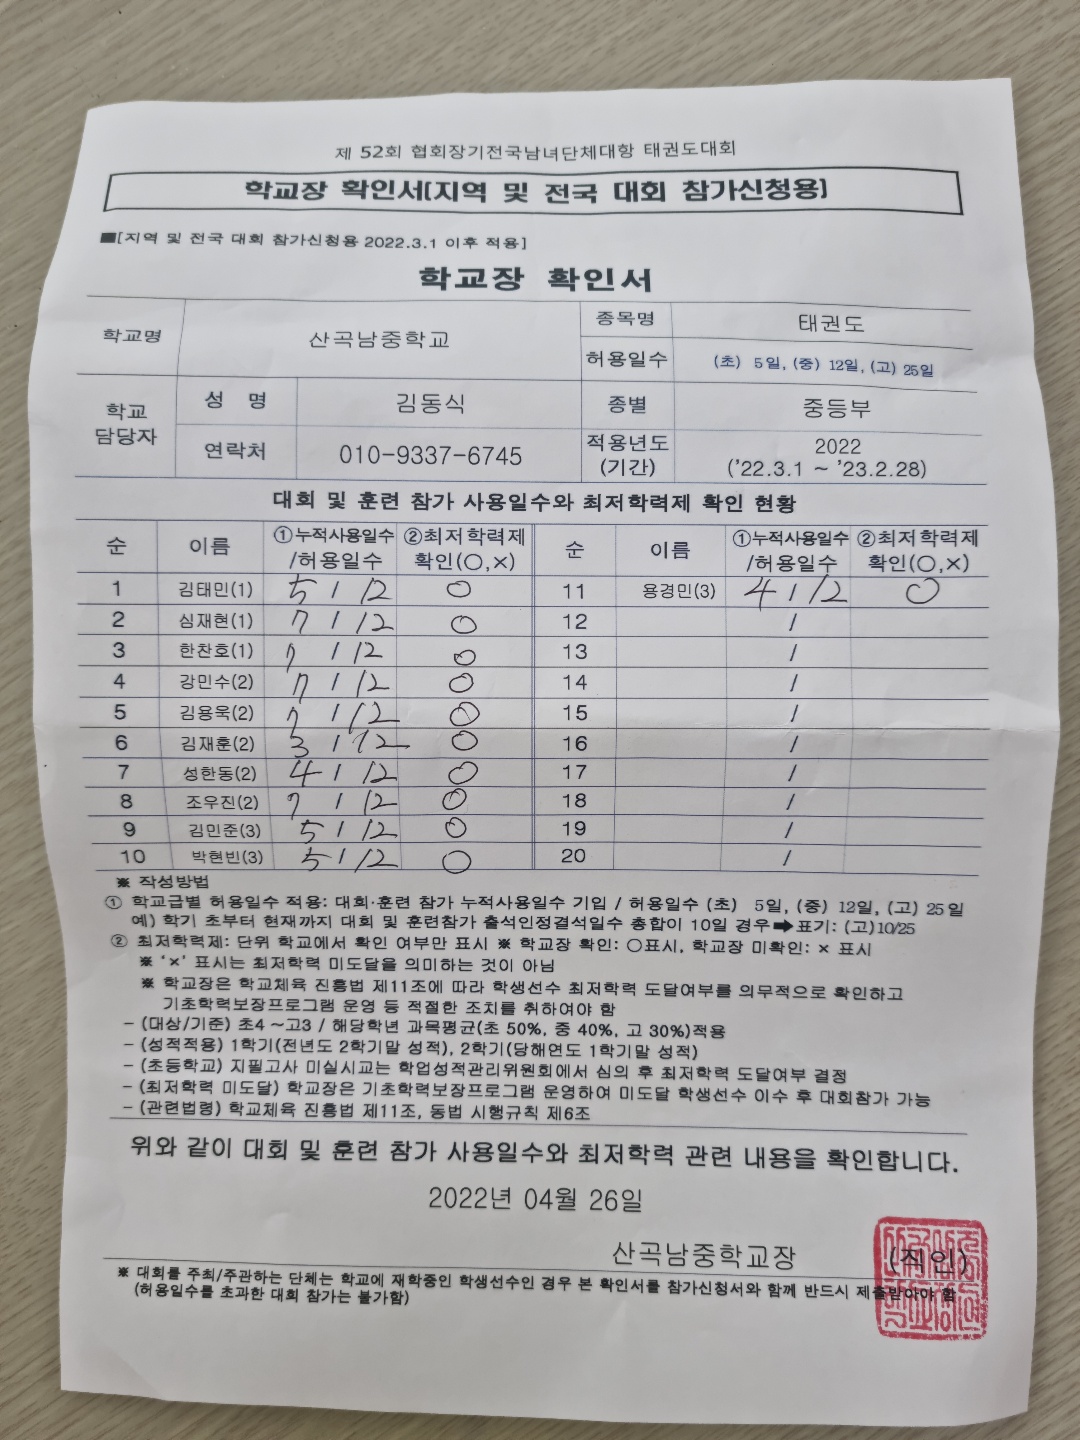 제 52회 협회장기전국남녀단체대항 태권도대회
학교장 확인서(지역 및 전국 대회 참가신청용)
■[지역 및 전국 대회 참가신청용 2022.3.1 이후 적용]
학교장 확인서
학교명 산곡남중학교 종목명 태권도
허용일수 (초) 5일, (중) 12일, (고) 25일
학교 담당자 성 명 김동식 종별 중등부
연락처 010-9337-6745 적용년도 (기간) 2022 ('22.3.1 ~ '23.2.28)
대회 및 훈련 참가 사용일수와 최저학력제 확인 현황
순 이름 ①누적사용일수 /허용일수 ②최저학력제 확인(○,×) 순 이름 ①누적사용일수 /허용일수 ②최저학력제 확인(○,×)
1 김태민(1) 5 / 12 ○ 11 용경민(3) 4 / 12 ○
2 심재현(1) 7 / 12 ○ 12 /
3 한찬호(1) 7 / 12 ○ 13 /
4 강민수(2) 7 / 12 ○ 14 /
5 김용욱(2) 7 / 12 ○ 15 /
6 김재훈(2) 3 / 12 ○ 16 /
7 성한동(2) 4 / 12 ○ 17 /
8 조우진(2) 7 / 12 ○ 18 /
9 김민준(3) 5 / 12 ○ 19 /
10 박현빈(3) 5 / 12 ○ 20 /
※ 작성방법
① 학교급별 허용일수 적용: 대회·훈련 참가 누적사용일수 기입 / 허용일수 (초) 5일, (중) 12일, (고) 25일
예) 학기 초부터 현재까지 대회 및 훈련참가 출석인정결석일수 총합이 10일 경우➡표기: (고)10/25
② 최저학력제: 단위 학교에서 확인 여부만 표시 ※ 학교장 확인: ○표시, 학교장 미확인: × 표시
※ '×' 표시는 최저학력 미도달을 의미하는 것이 아님
※ 학교장은 학교체육 진흥법 제11조에 따라 학생선수 최저학력 도달여부를 의무적으로 확인하고
기초학력보장프로그램 운영 등 적절한 조치를 취하여야 함
- (대상/기준) 초4 ~고3 / 해당학년 과목평균(초 50%, 중 40%, 고 30%)적용
- (성적적용) 1학기(전년도 2학기말 성적), 2학기(당해연도 1학기말 성적)
- (초등학교) 지필고사 미실시교는 학업성적관리위원회에서 심의 후 최저학력 도달여부 결정
- (최저학력 미도달) 학교장은 기초학력보장프로그램 운영하여 미도달 학생선수 이수 후 대회참가 가능
- (관련법령) 학교체육 진흥법 제11조, 동법 시행규칙 제6조
위와 같이 대회 및 훈련 참가 사용일수와 최저학력 관련 내용을 확인합니다.
2022년 04월 26일
산곡남중학교장 (직인)
※ 대회를 주최/주관하는 단체는 학교에 재학중인 학생선수인 경우 본 확인서를 참가신청서와 함께 반드시 제출받아야 함
(허용일수를 초과한 대회 참가는 불가함)